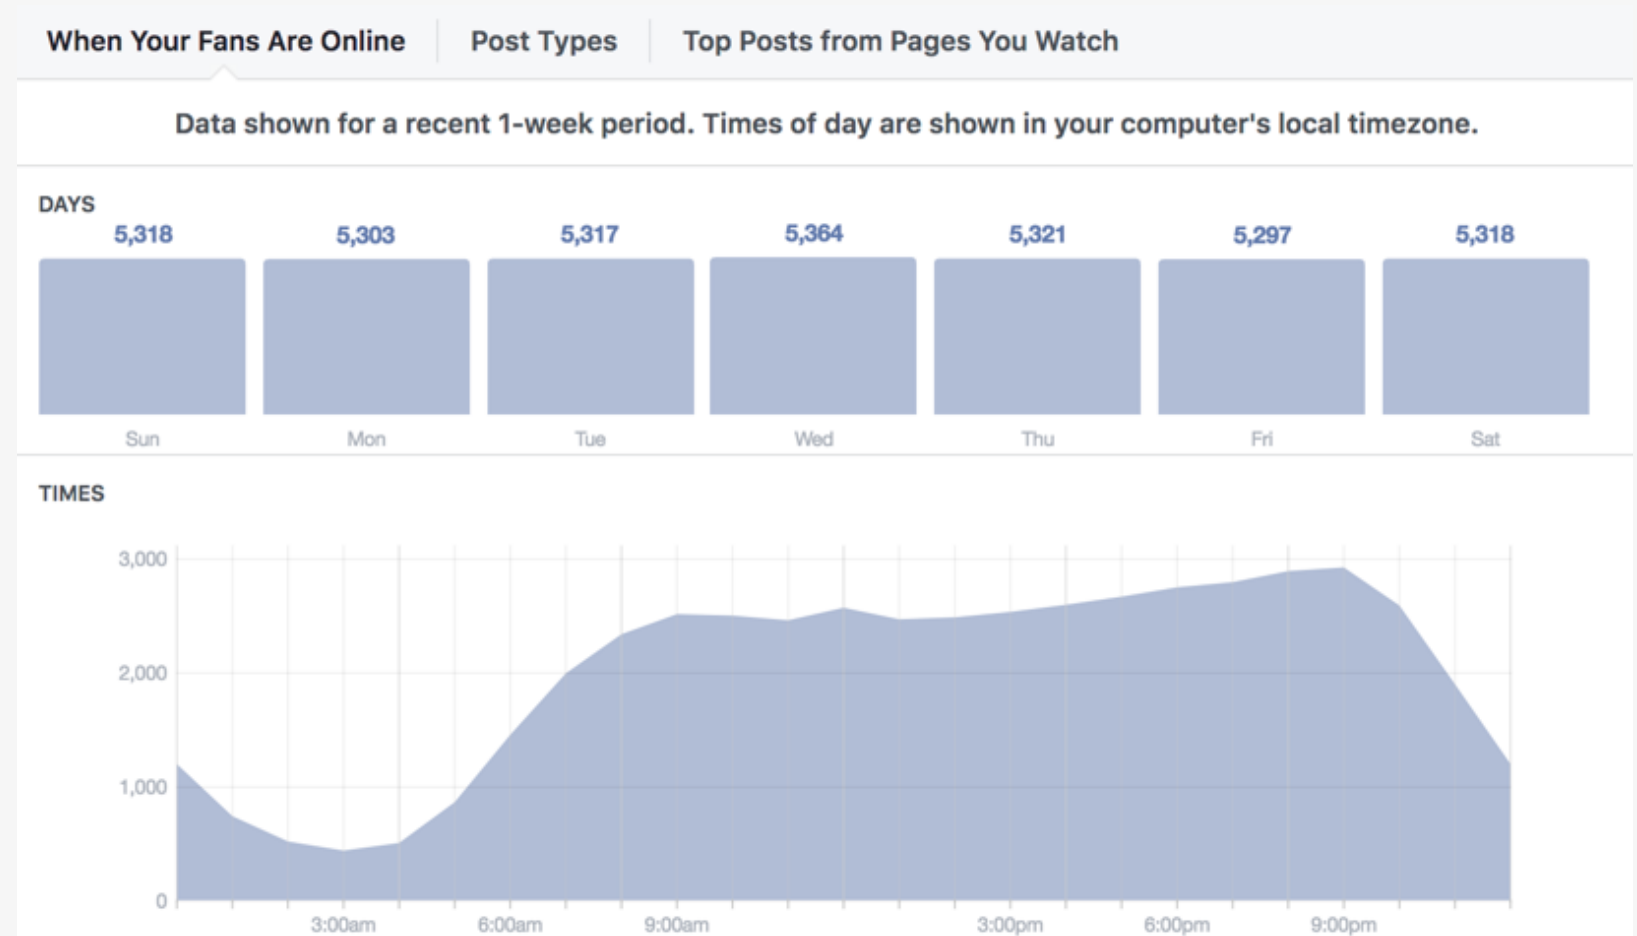 When Your Fans Are Online Post Types Top Posts from Pages You Watch
Data shown for a recent 1-week period. Times of day are shown in your computer's local timezone.
DAYS
5,318 5,303 5,317 5,364 5,321 5,297 5,318
Sun Mon Tue Wed Thu Fri Sat
TIMES
3,000
2,000
1,000
0
3:00am 6:00am 9:00am 3:00pm 6:00pm 9:00pm